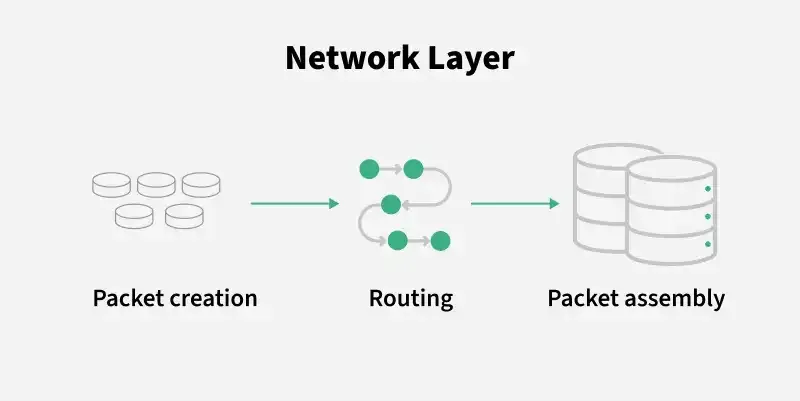 Network Layer
Packet creation
Routing
Packet assembly